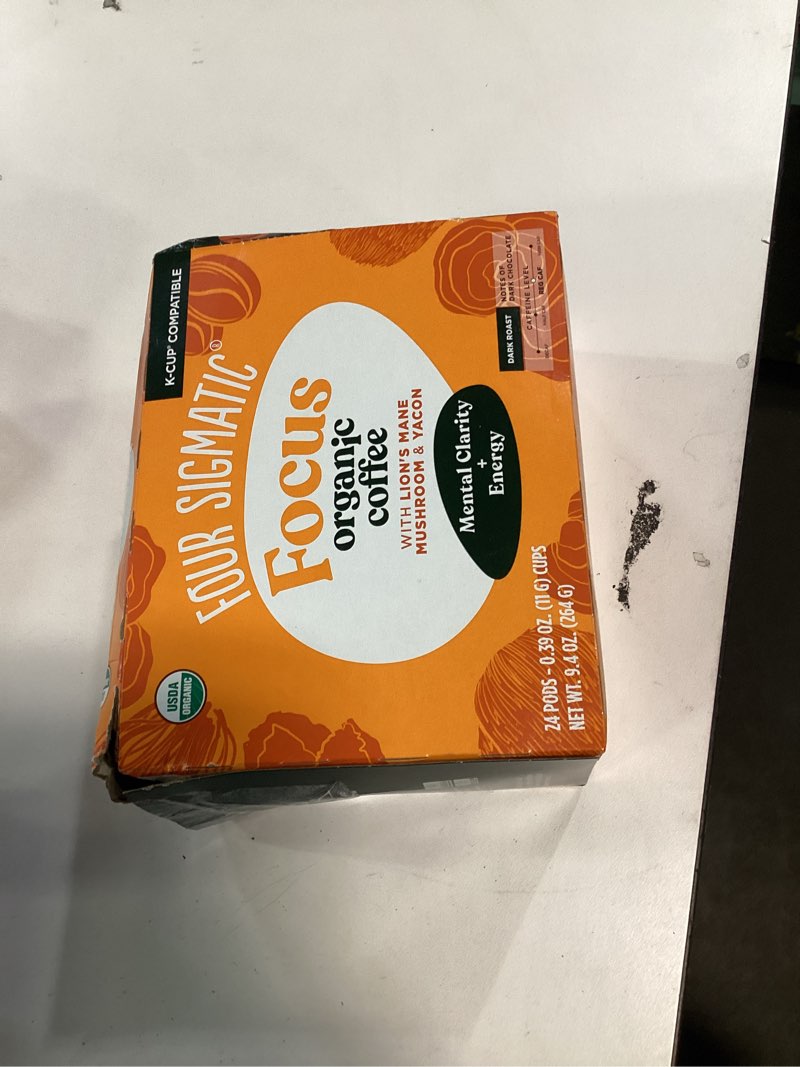 K-CUP® COMPATIBLE
FOUR SIGMATIC®
USDA
ORGANIC
Focus
organic
coffee
WITH LION'S MANE
MUSHROOM & YACON
Mental Clarity
+
Energy
DARK ROAST
NOTES OF
DARK CHOCOLATE
CAFFEINE LEVEL
REG CAF
24 PODS – 0.39 OZ. (11 G) CUPS
NET WT. 9.4 OZ. (264 G)